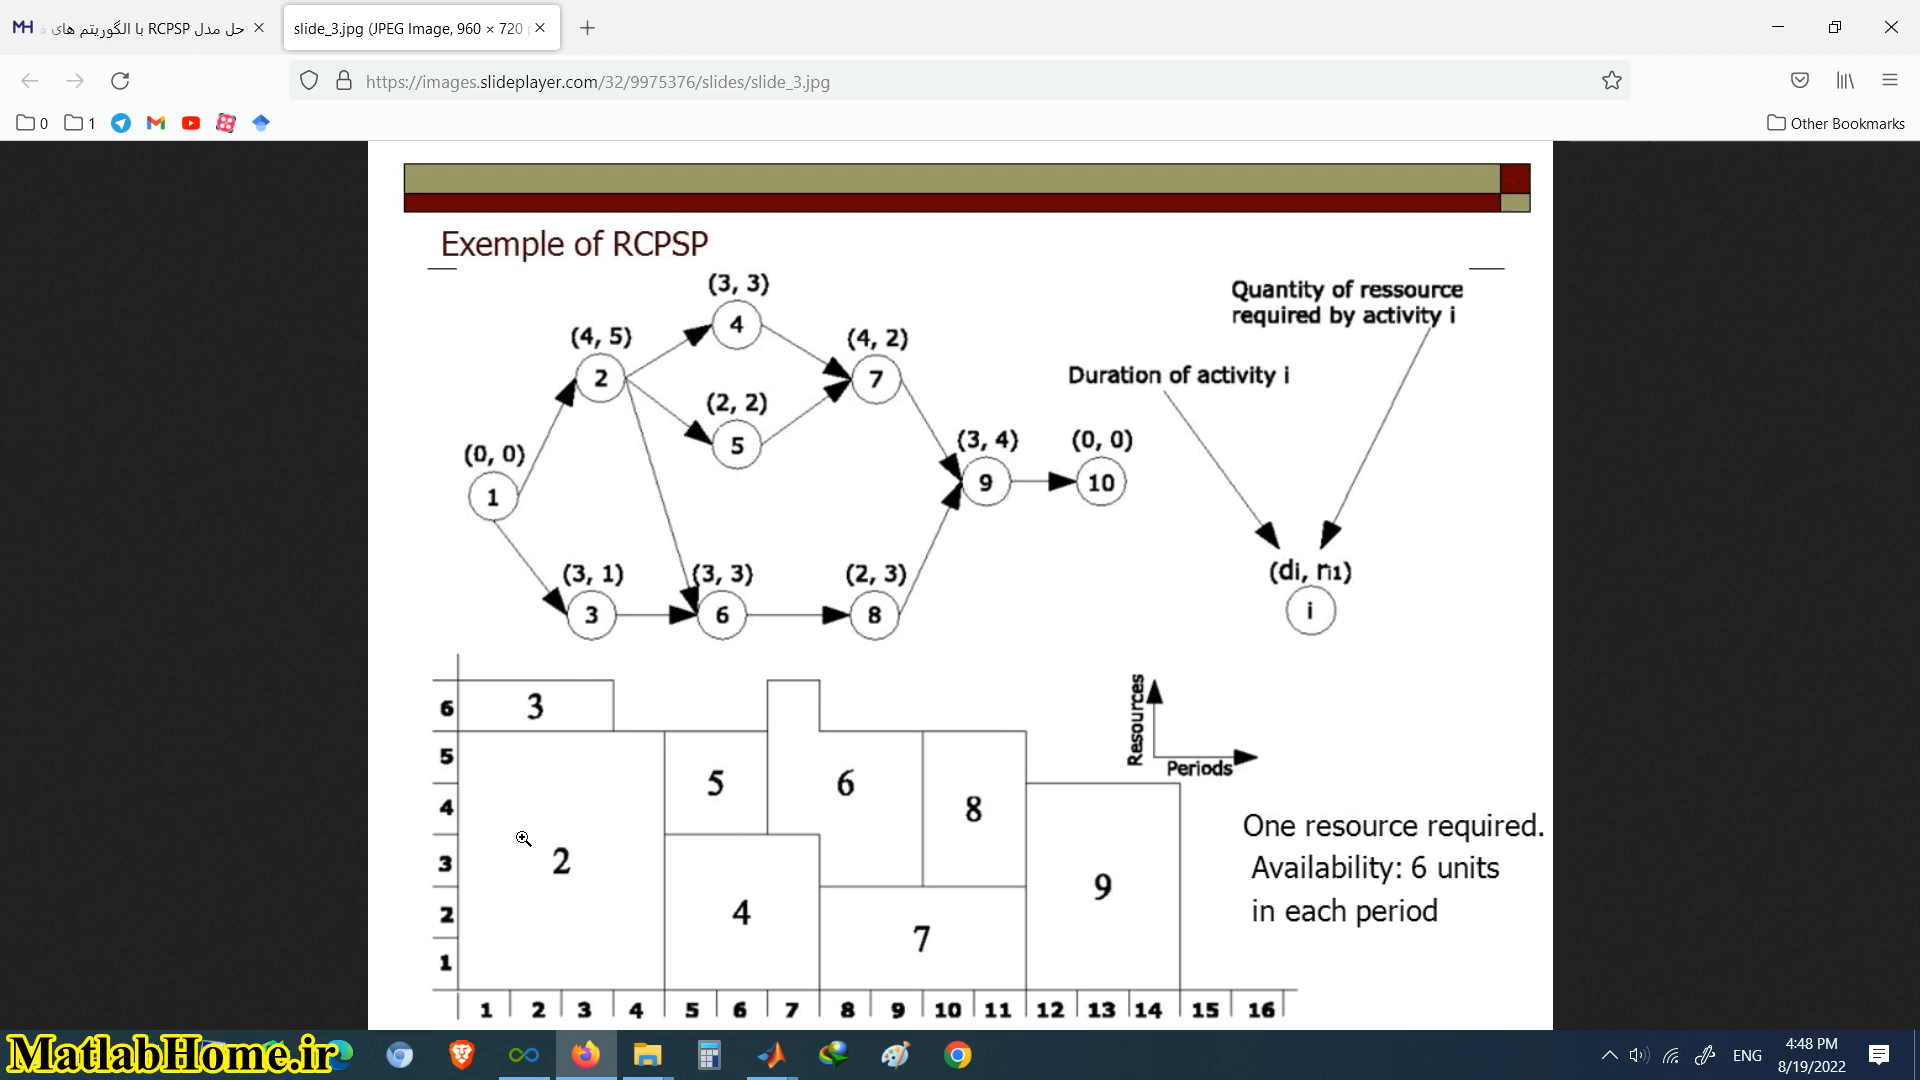 حل مدل RCPSP با الگوریتم های
slide_3.jpg (JPEG Image, 960 × 720
https://images.slideplayer.com/32/9975376/slides/slide_3.jpg
0
1
Other Bookmarks
Exemple of RCPSP
(3, 3)
4
Quantity of ressource
required by activity i
(4, 5)
2
(4, 2)
7
Duration of activity i
(2, 2)
5
(0, 0)
1
(3, 4)
9
(0, 0)
10
(3, 1)
3
(3, 3)
6
(2, 3)
8
(di, n1)
i
6
5
4
3
2
1
3
2
5
4
6
8
7
9
Resources
Periods
One resource required.
Availability: 6 units
in each period
1 2 3 4 5 6 7 8 9 10 11 12 13 14 15 16
MatlabHome.ir
ENG
4:48 PM
8/19/2022